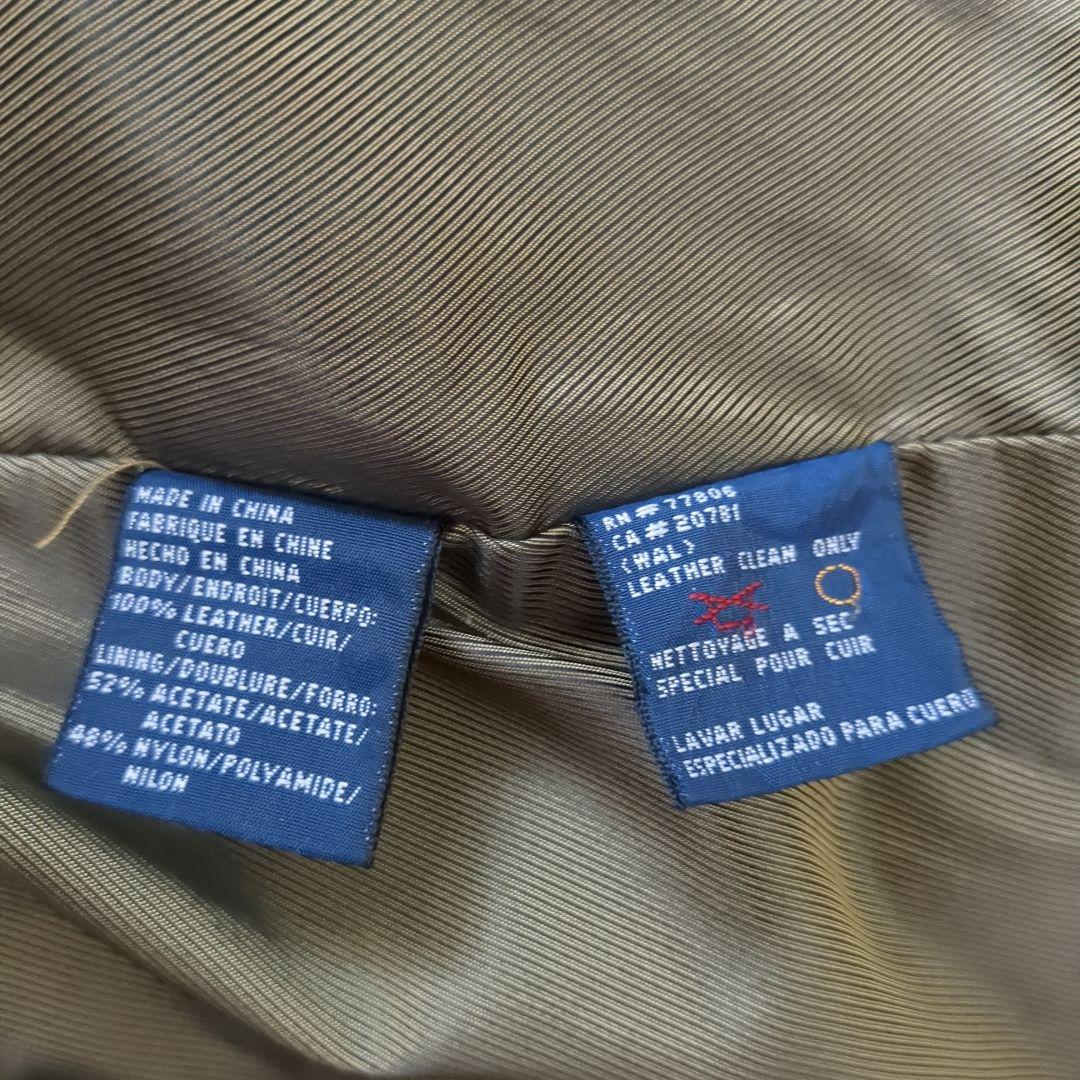 MADE IN CHINA
FABRIQUE EN CHINE
HECHO EN CHINA
BODY/ENDROIT/CUERPO:
100% LEATHER/CUIR/
CUERO
LINING/DOUBLURE/FORRO:
52% ACETATE/ACETATE/
ACETATO
48% NYLON/POLYAMIDE/
NILON
RN# 77806
CA# 20781
(WAL)
LEATHER CLEAN ONLY
NETTOYAGE A SEC
SPECIAL POUR CUIR
LAVAR LUGAR
ESPECIALIZADO PARA CUERO